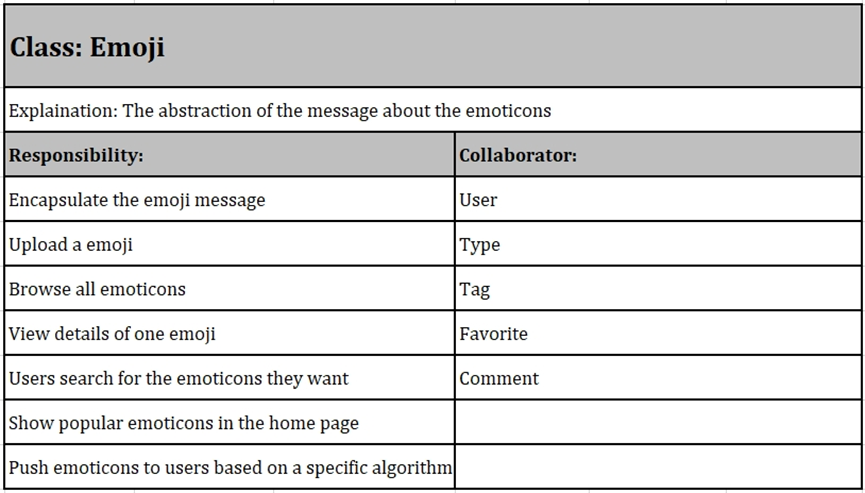 Class: Emoji
Explaination: The abstraction of the message about the emoticons
Responsibility: Collaborator:
Encapsulate the emoji message User
Upload a emoji Type
Browse all emoticons Tag
View details of one emoji Favorite
Users search for the emoticons they want Comment
Show popular emoticons in the home page
Push emoticons to users based on a specific algorithm